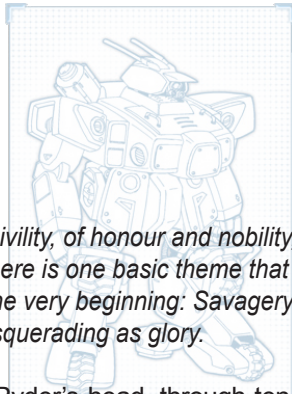 ivility, of honour and nobility,
ere is one basic theme that
he very beginning: Savagery
squerading as glory.
Ryder's head, through ten